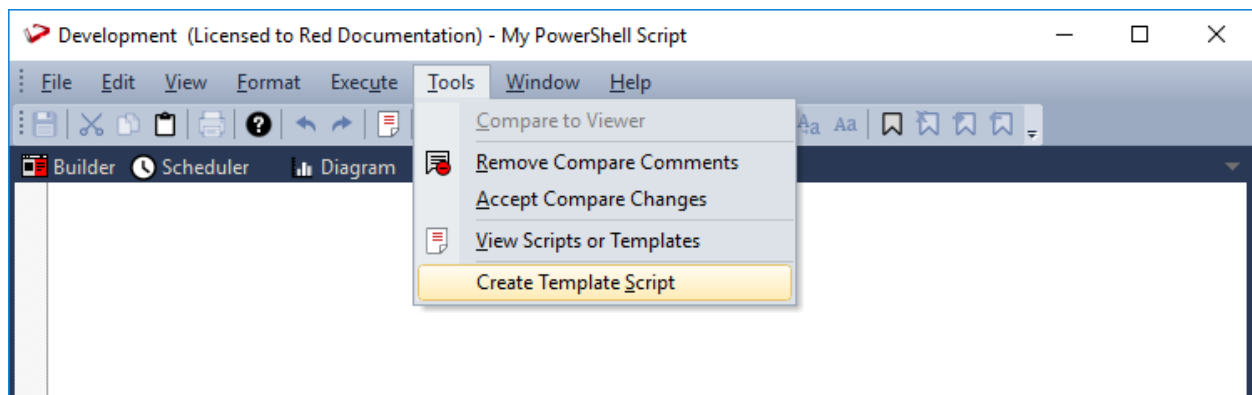 Development (Licensed to Red Documentation) - My PowerShell Script
File Edit View Format Execute Tools Window Help
Aa Aa
Builder Scheduler Diagram
Compare to Viewer
Remove Compare Comments
Accept Compare Changes
View Scripts or Templates
Create Template Script